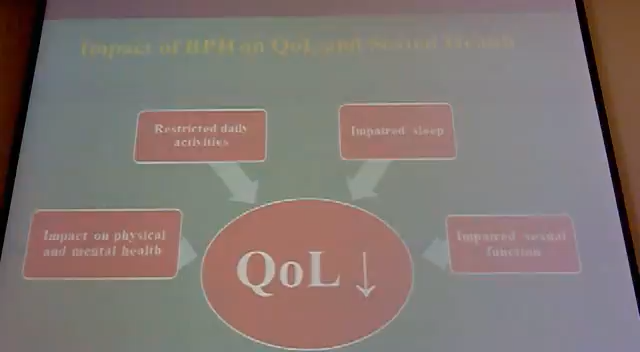 Impact of BPH on QoL and Sexual Health
Restricted daily
activities
Impaired sleep
Impact on physical
and mental health
Impaired sexual
function
QoL ↓